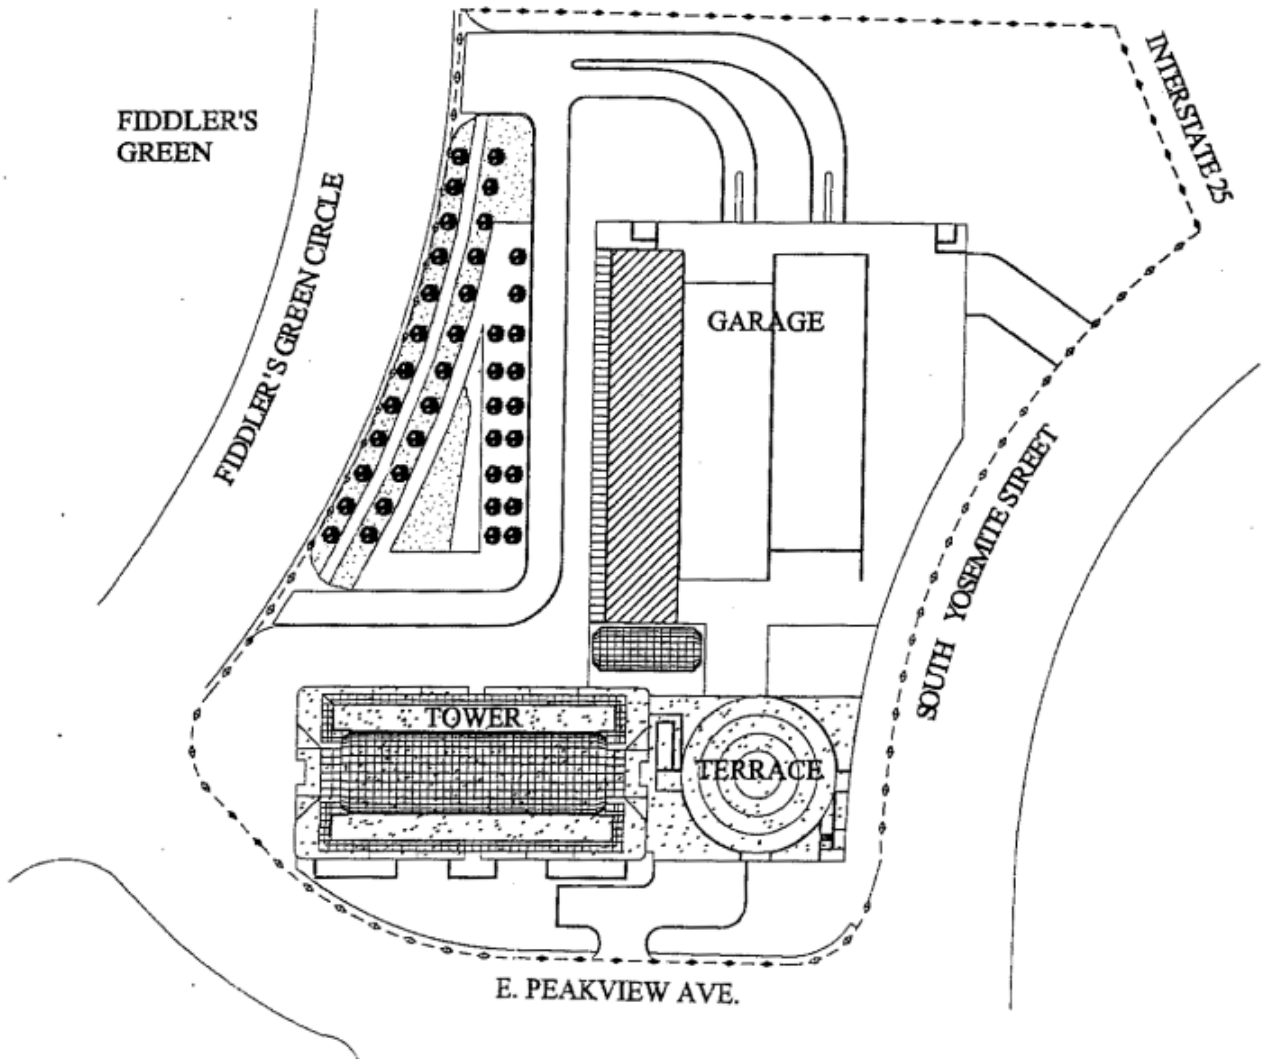 FIDDLER'S
GREEN
INTERSTATE 25
FIDDLER'S GREEN CIRCLE
GARAGE
SOUTH YOSEMITE STREET
TOWER
TERRACE
E. PEAKVIEW AVE.